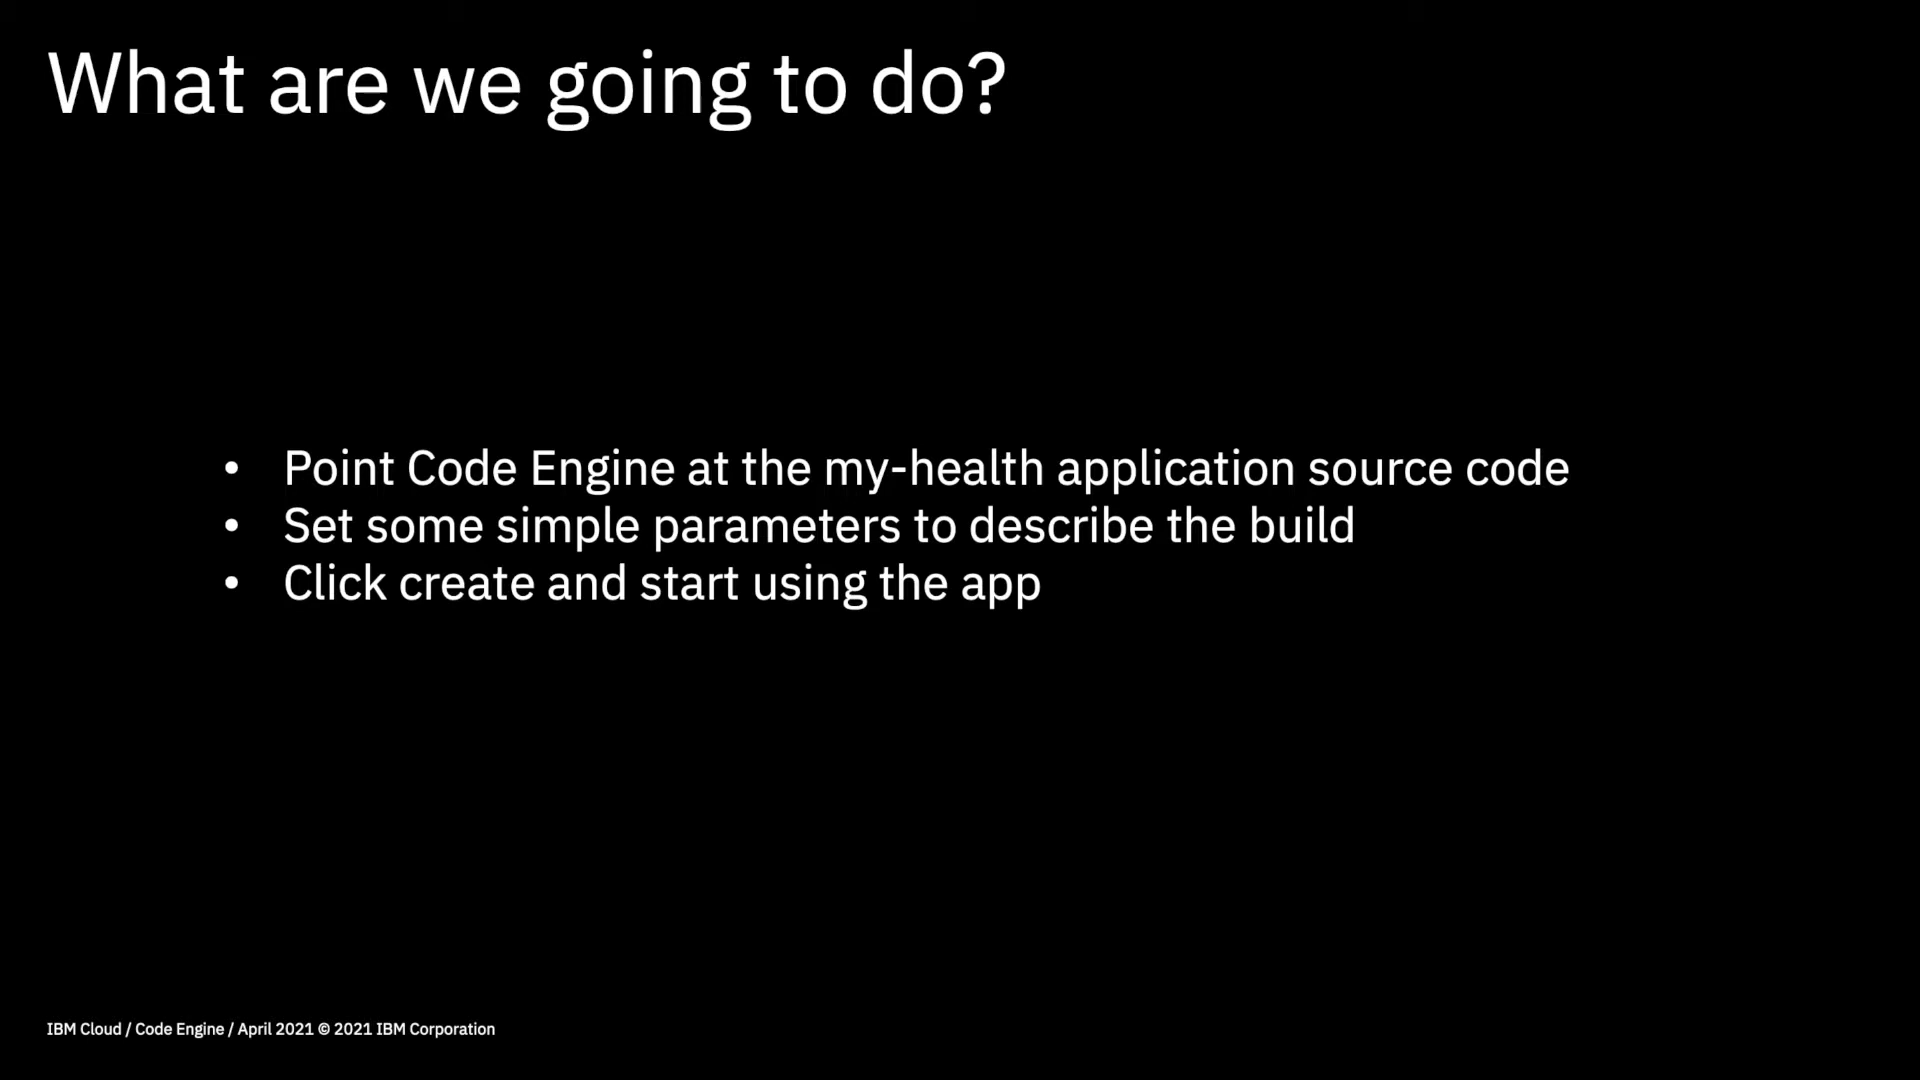 What are we going to do?
• Point Code Engine at the my-health application source code
• Set some simple parameters to describe the build
• Click create and start using the app
IBM Cloud / Code Engine / April 2021 © 2021 IBM Corporation